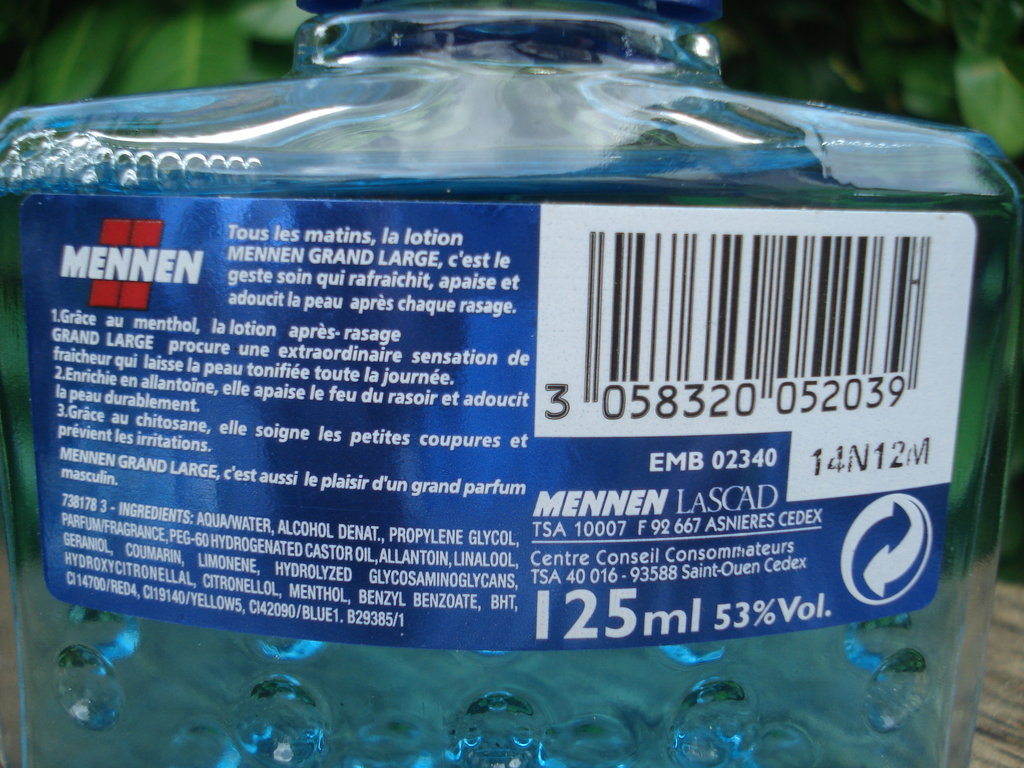 MENNEN
Tous les matins, la lotion
MENNEN GRAND LARGE, c'est le
geste soin qui rafraichit, apaise et
adoucit la peau après chaque rasage.
1.Grâce au menthol, la lotion après-rasage
GRAND LARGE procure une extraordinaire sensation de
fraicheur qui laisse la peau tonifiée toute la journée.
2.Enrichie en allantoïne, elle apaise le feu du rasoir et adoucit
la peau durablement.
3.Grâce au chitosane, elle soigne les petites coupures et
prévient les irritations.
MENNEN GRAND LARGE, c'est aussi le plaisir d'un grand parfum
masculin.
738178 3 - INGREDIENTS: AQUA/WATER, ALCOHOL DENAT., PROPYLENE GLYCOL,
PARFUM/FRAGRANCE, PEG-60 HYDROGENATED CASTOR OIL, ALLANTOIN, LINALOOL,
GERANIOL, COUMARIN, LIMONENE, HYDROLYZED GLYCOSAMINOGLYCANS,
HYDROXYCITRONELLAL, CITRONELLOL, MENTHOL, BENZYL BENZOATE, BHT,
CI14700/RED4, CI19140/YELLOW5, CI42090/BLUE1. B29385/1
3 058320 052039
14N12M
EMB 02340
MENNEN LASCAD
TSA 10007 F 92 667 ASNIERES CEDEX
Centre Conseil Consommateurs
TSA 40 016 - 93588 Saint-Ouen Cedex
125ml 53%Vol.